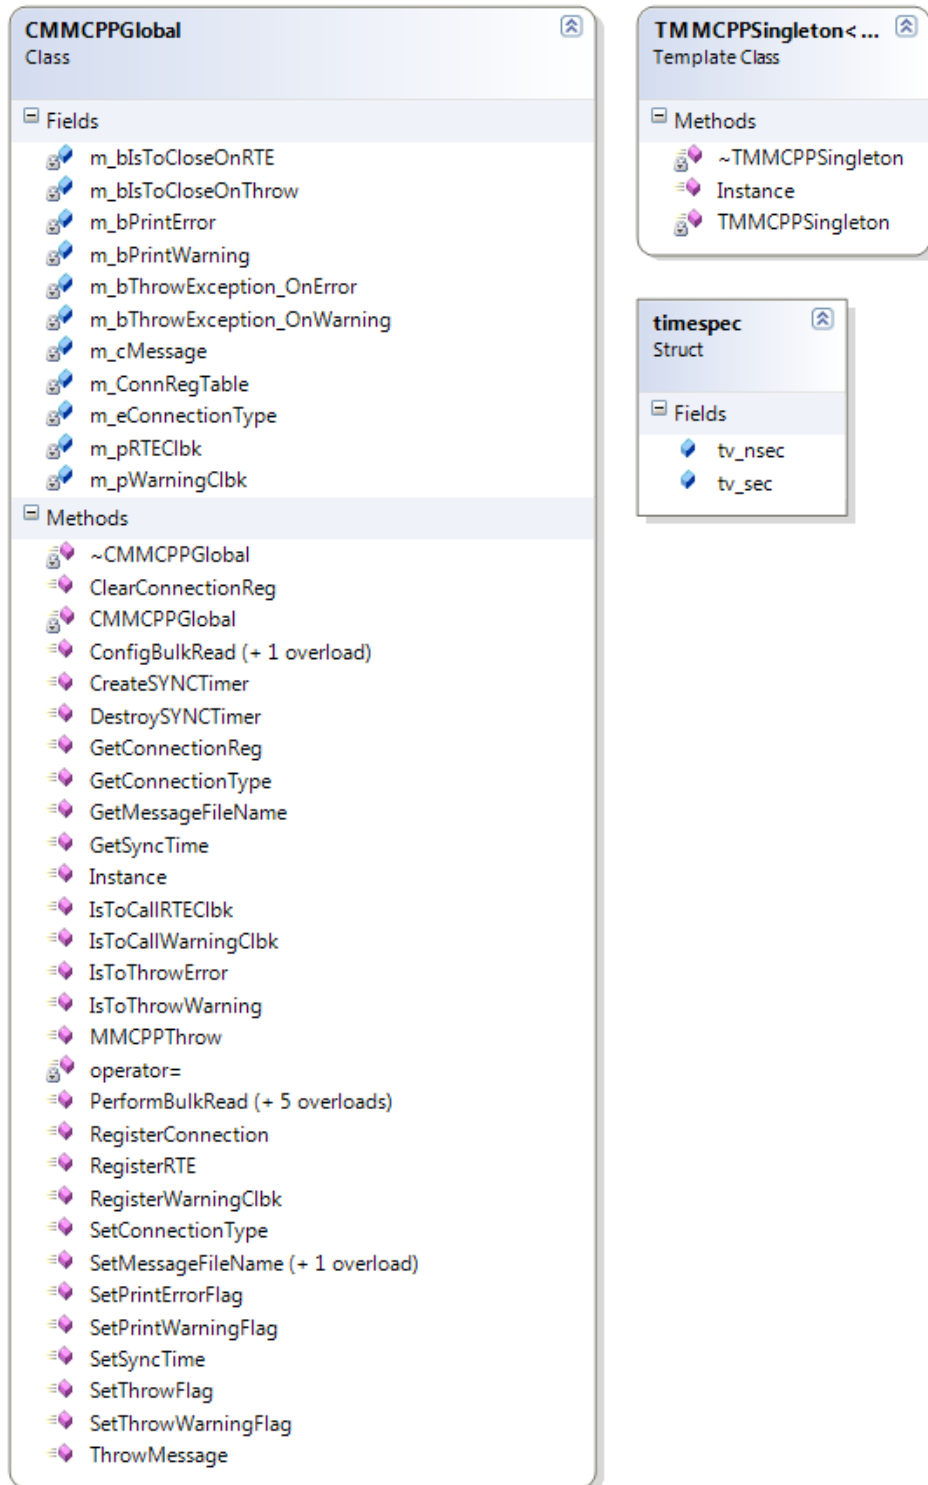 CMMCPPGlobal
Class
Fields
m_bIsToCloseOnRTE
m_bIsToCloseOnThrow
m_bPrintError
m_bPrintWarning
m_bThrowException_OnError
m_bThrowException_OnWarning
m_cMessage
m_ConnRegTable
m_eConnectionType
m_pRTEClbk
m_pWarningClbk
Methods
~CMMCPPGlobal
ClearConnectionReg
CMMCPPGlobal
ConfigBulkRead (+ 1 overload)
CreateSYNCTimer
DestroySYNCTimer
GetConnectionReg
GetConnectionType
GetMessageFileName
GetSyncTime
Instance
IsToCallRTEClbk
IsToCallWarningClbk
IsToThrowError
IsToThrowWarning
MMCPPThrow
operator=
PerformBulkRead (+ 5 overloads)
RegisterConnection
RegisterRTE
RegisterWarningClbk
SetConnectionType
SetMessageFileName (+ 1 overload)
SetPrintErrorFlag
SetPrintWarningFlag
SetSyncTime
SetThrowFlag
SetThrowWarningFlag
ThrowMessage
TMMCPPSingleton<...
Template Class
Methods
~TMMCPPSingleton
Instance
TMMCPPSingleton
timespec
Struct
Fields
tv_nsec
tv_sec